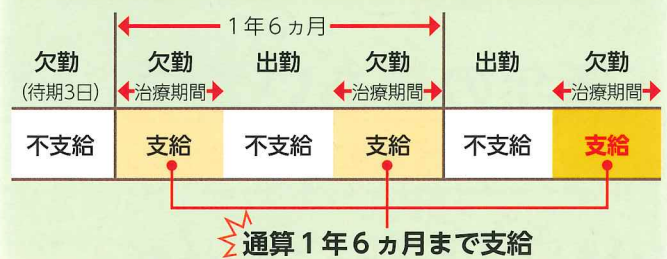 1年6ヵ月
欠勤 欠勤 出勤 欠勤 出勤 欠勤
(待期3日) 治療期間 治療期間 治療期間
不支給 支給 不支給 支給 不支給 支給
通算1年6ヵ月まで支給